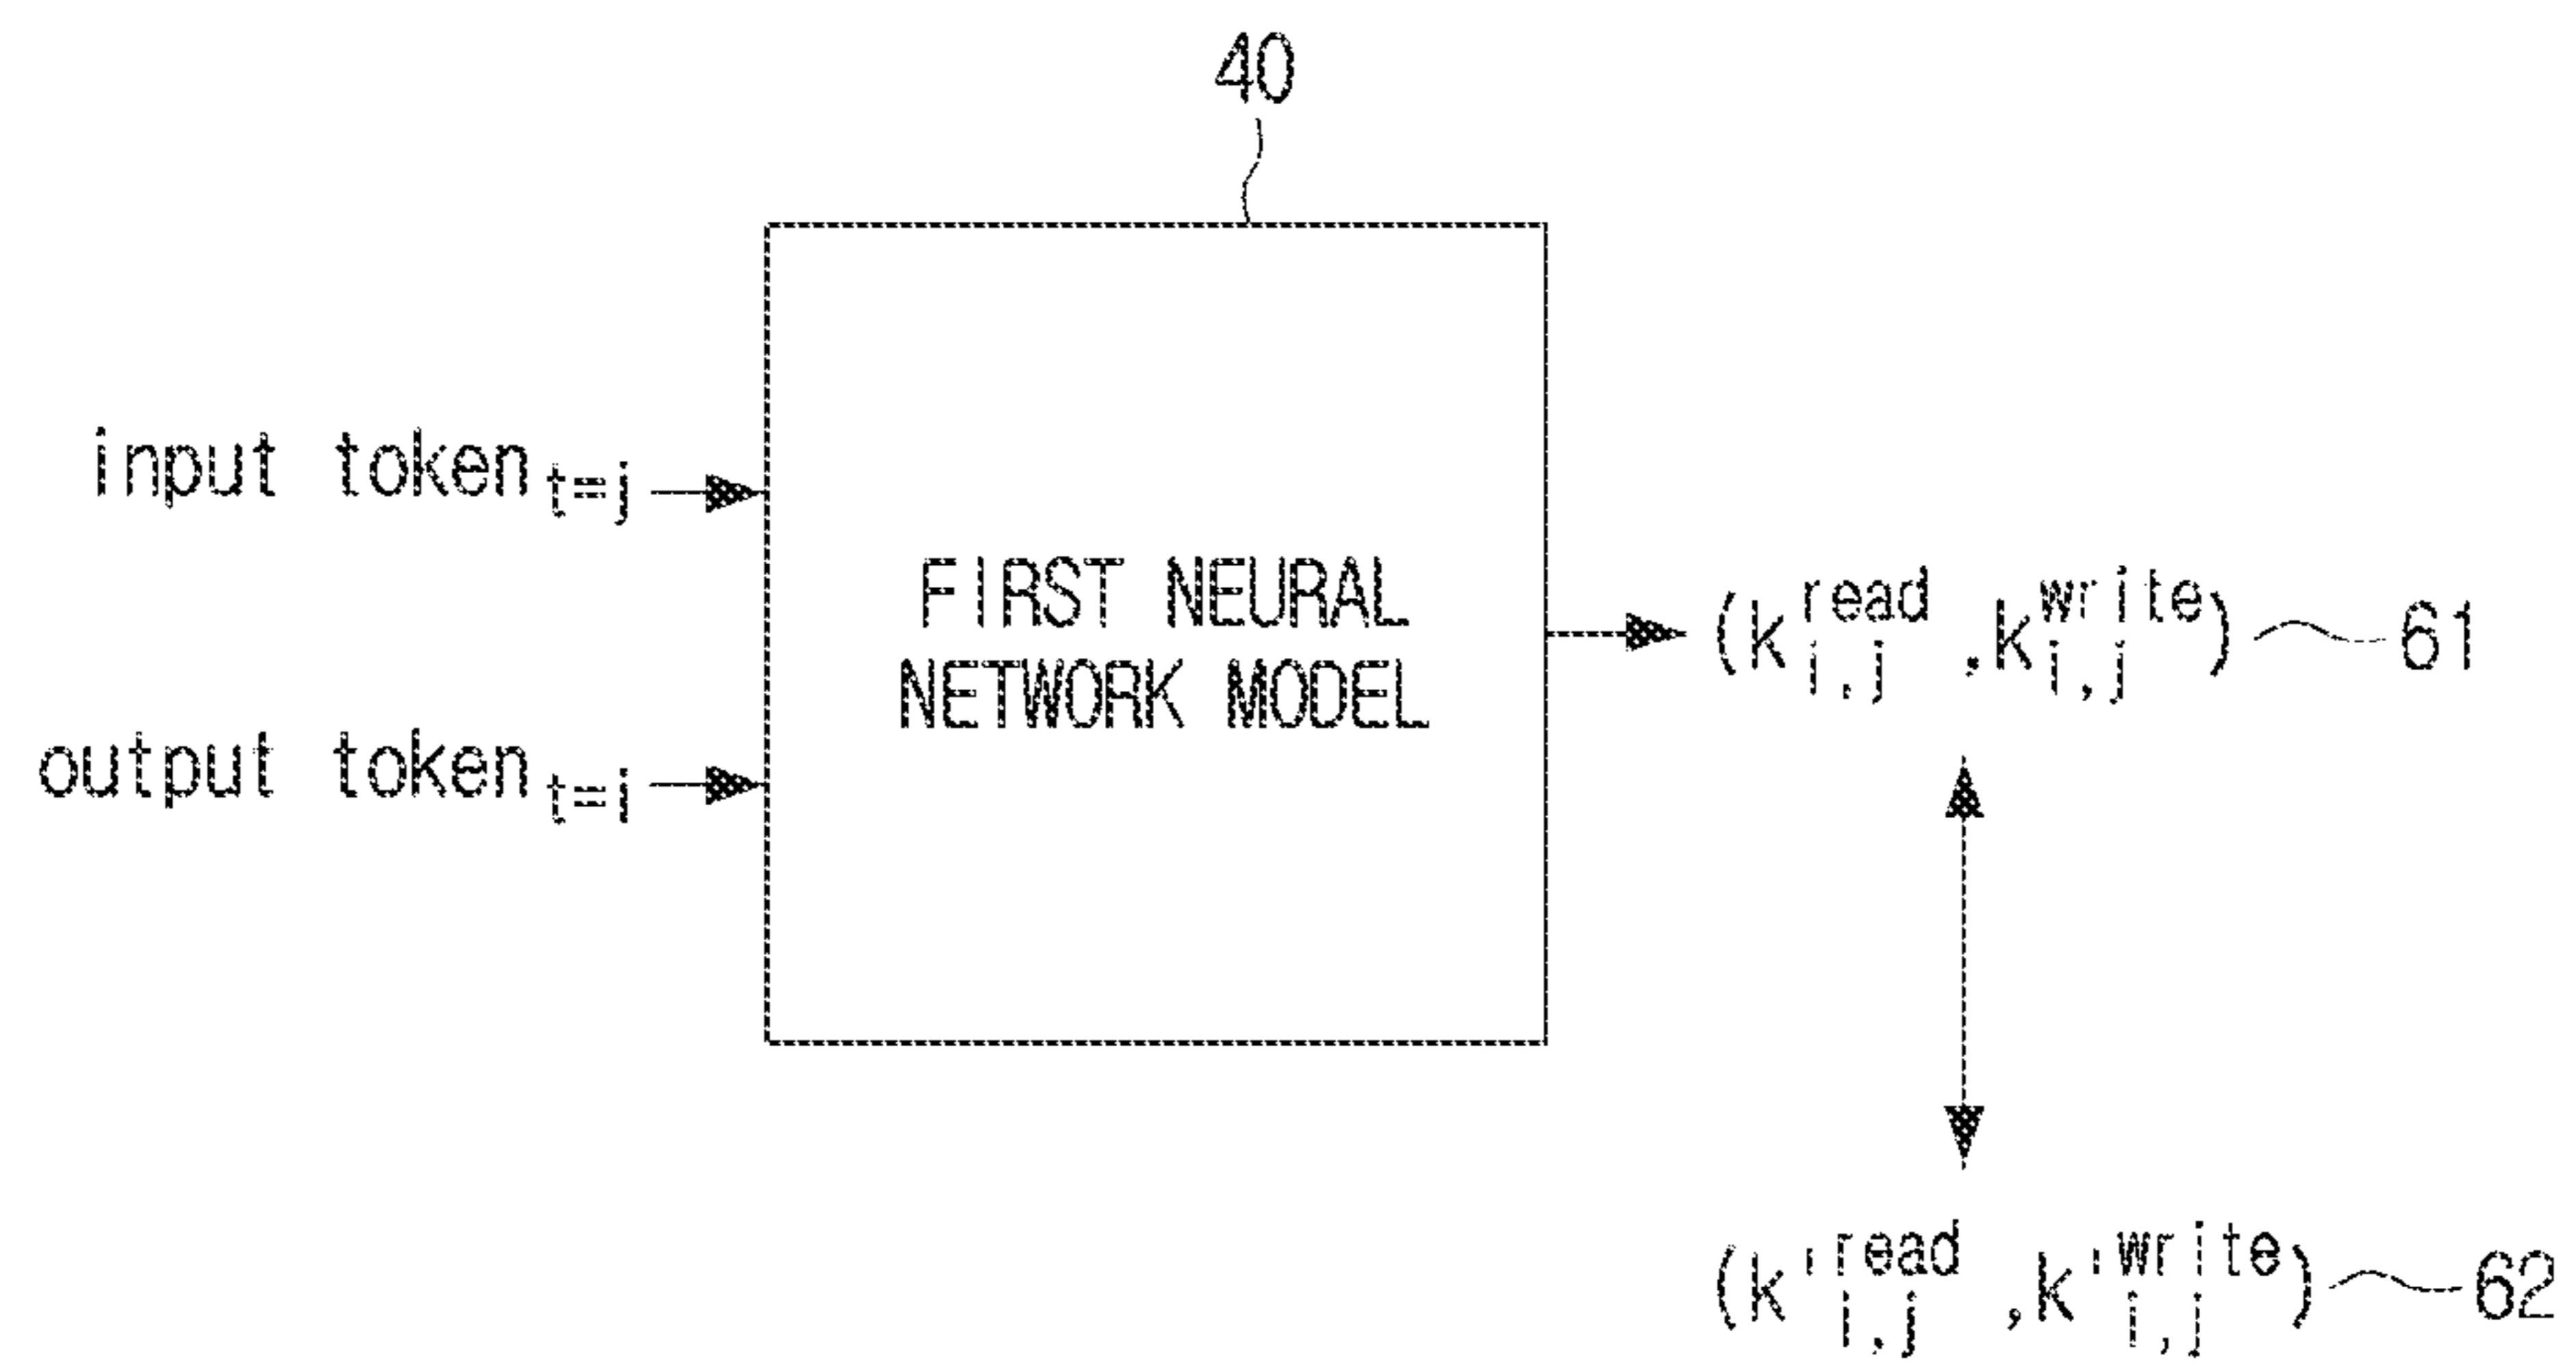 40
input token t=j
output token t=i
FIRST NEURAL
NETWORK MODEL
(k i,j read ,k i,j write) 61
(k' i,j read ,k' i,j write) 62